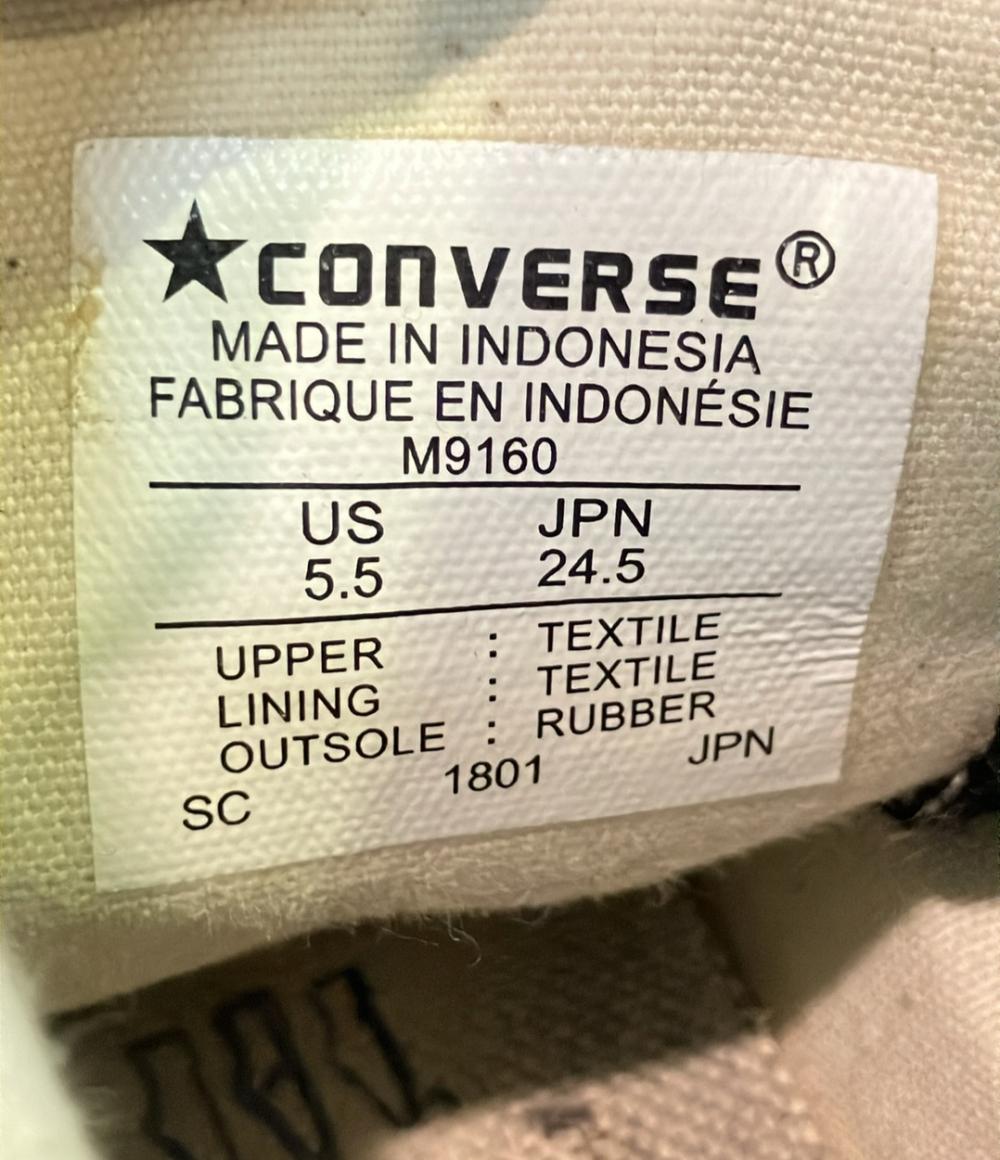 ★CONVERSE®
MADE IN INDONESIA
FABRIQUE EN INDONÉSIE
M9160
US JPN
5.5 24.5
UPPER : TEXTILE
LINING : TEXTILE
OUTSOLE : RUBBER
SC 1801 JPN